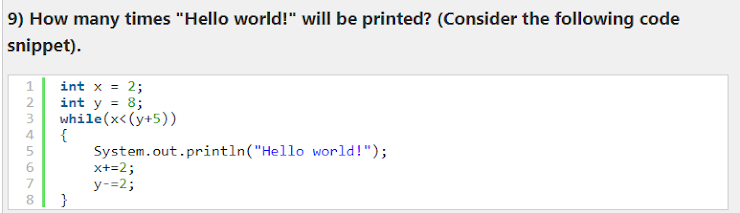 9) How many times "Hello world!" will be printed? (Consider the following code
snippet).
1 int x = 2;
2 int y = 8;
3 while(x<(y+5))
4 {
5 System.out.println("Hello world!");
6 x+=2;
7 y-=2;
8 }